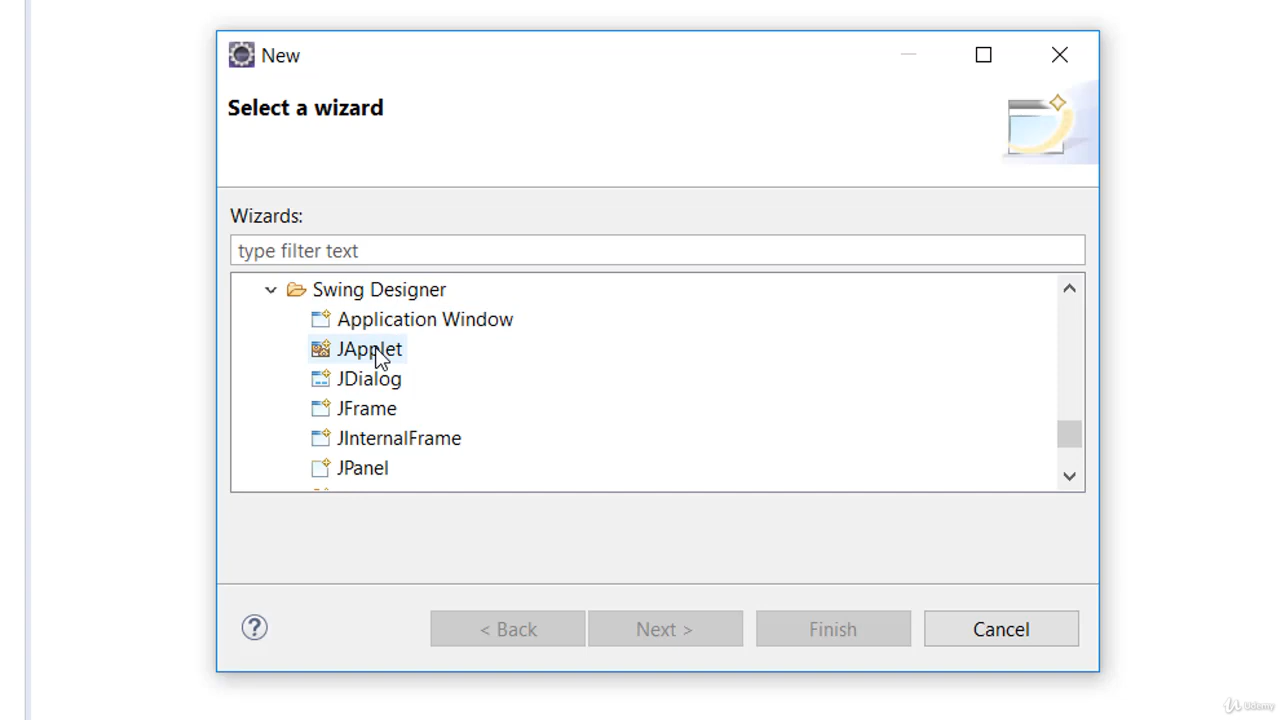 New
Select a wizard
Wizards:
type filter text
Swing Designer
Application Window
JApplet
JDialog
JFrame
JInternalFrame
JPanel
?
< Back
Next >
Finish
Cancel
Udemy